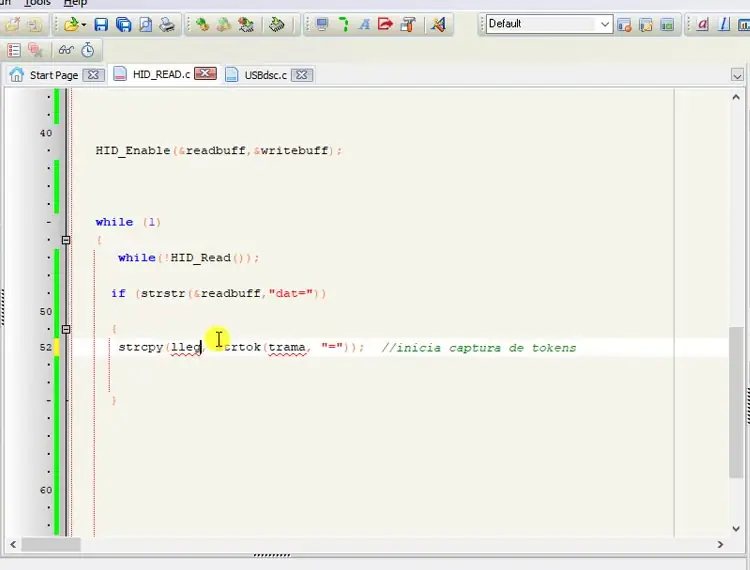 Tools Help
Default
Start Page HID_READ.c USBdsc.c
40
HID_Enable(&readbuff,&writebuff);
while (1)
{
while(!HID_Read());
if (strstr(&readbuff,"dat="))
50
{
52 strcpy(lleg, strtok(trama, "=")); //inicia captura de tokens
}
60